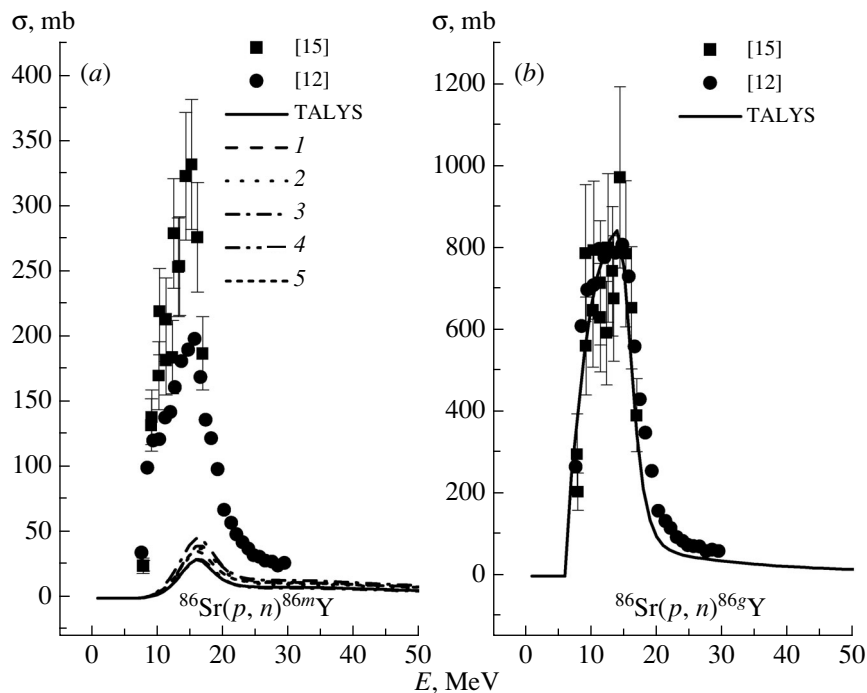 σ, mb
400
350
300
250
200
150
100
50
0
(a)
[15]
[12]
TALYS
1
2
3
4
5
⁸⁶Sr(p, n)⁸⁶ᵐY
0 10 20 30 40 50
σ, mb
1200
1000
800
600
400
200
0
(b)
[15]
[12]
TALYS
⁸⁶Sr(p, n)⁸⁶ᵍY
0 10 20 30 40 50
E, MeV